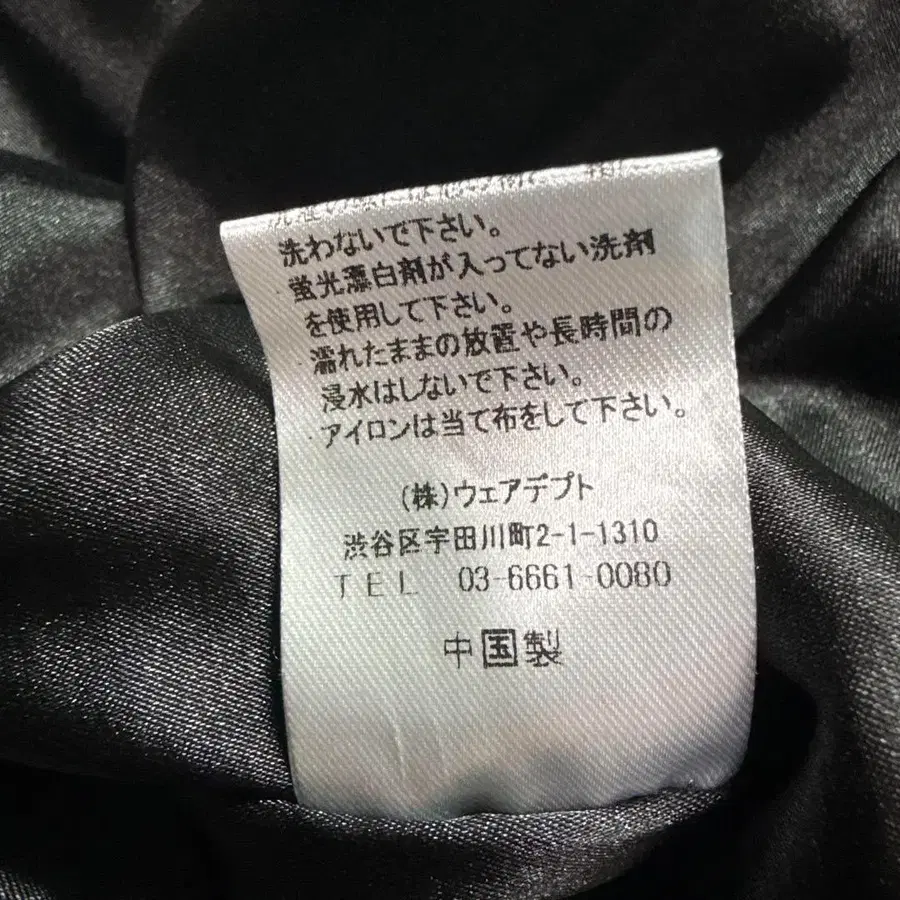 洗わないで下さい。
・蛍光漂白剤が入ってない洗剤
を使用して下さい。
・濡れたままの放置や長時間の
浸水はしないで下さい。
・アイロンは当て布をして下さい。
(株)ウェアデプト
渋谷区宇田川町2-1-1310
TEL 03-6661-0080
中国製